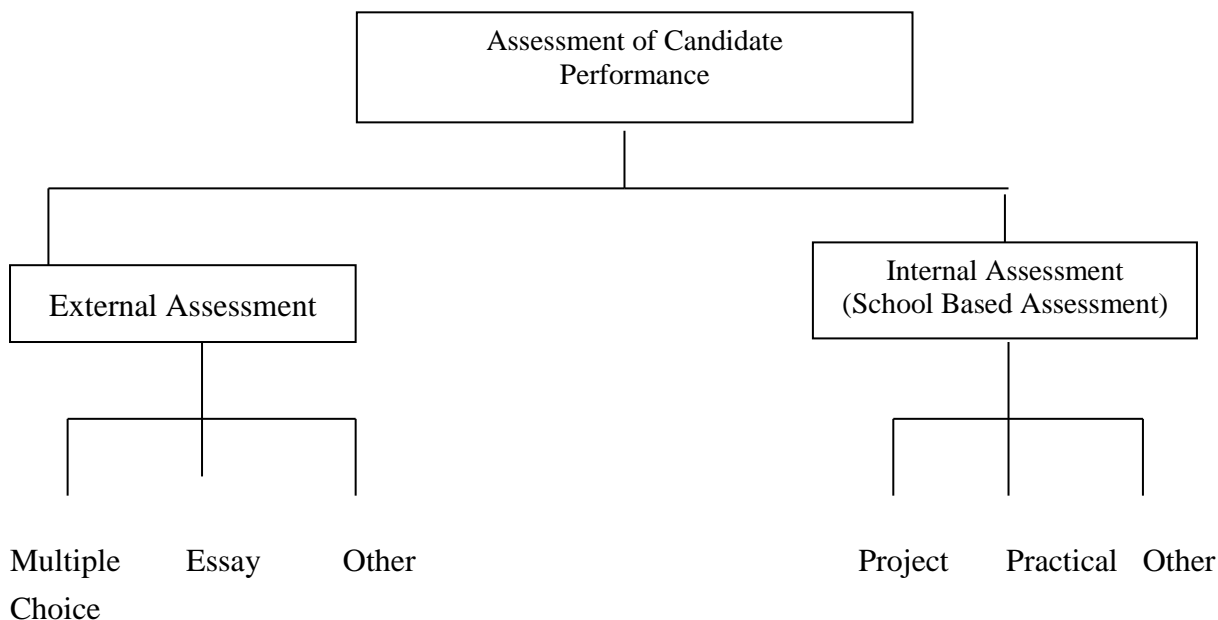 Assessment of Candidate
Performance
External Assessment
Internal Assessment
(School Based Assessment)
Multiple Essay Other
Choice
Project Practical Other